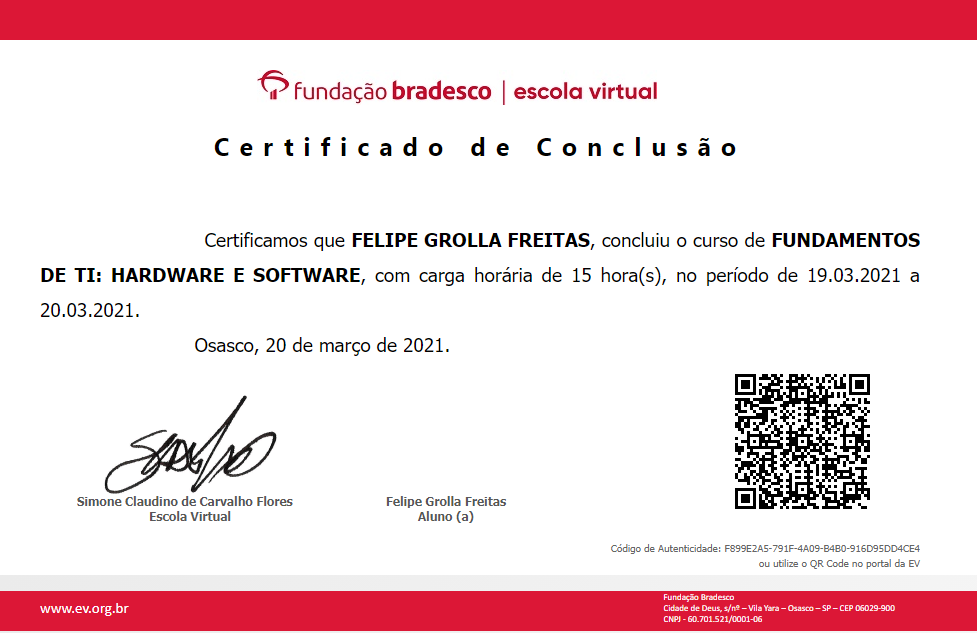 fundação bradesco | escola virtual
Certificado de Conclusão
Certificamos que FELIPE GROLLA FREITAS, concluiu o curso de FUNDAMENTOS
DE TI: HARDWARE E SOFTWARE, com carga horária de 15 hora(s), no período de 19.03.2021 a
20.03.2021.
Osasco, 20 de março de 2021.
Simone Claudino de Carvalho Flores
Escola Virtual
Felipe Grolla Freitas
Aluno (a)
Código de Autenticidade: F899E2A5-791F-4A09-B4B0-916D95DD4CE4
ou utilize o QR Code no portal da EV
www.ev.org.br
Fundação Bradesco
Cidade de Deus, s/nº – Vila Yara – Osasco – SP – CEP 06029-900
CNPJ - 60.701.521/0001-06